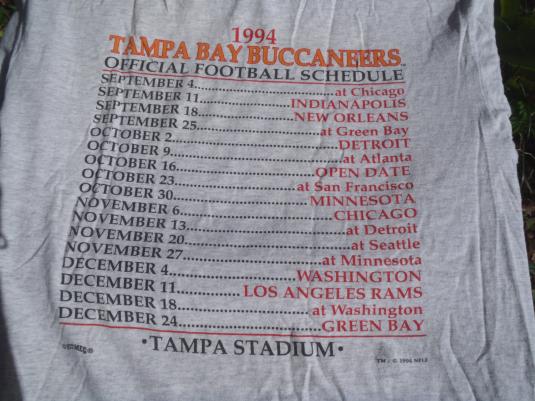 1994
TAMPA BAY BUCCANEERS
OFFICIAL FOOTBALL SCHEDULE
SEPTEMBER 4..............................at Chicago
SEPTEMBER 11....................INDIANAPOLIS
SEPTEMBER 18....................NEW ORLEANS
SEPTEMBER 25........................at Green Bay
OCTOBER 2..................................DETROIT
OCTOBER 9...................................at Atlanta
OCTOBER 16............................OPEN DATE
OCTOBER 23........................at San Francisco
OCTOBER 30...........................MINNESOTA
NOVEMBER 6...............................CHICAGO
NOVEMBER 13................................at Detroit
NOVEMBER 20.................................at Seattle
NOVEMBER 27...........................at Minnesota
DECEMBER 4.........................WASHINGTON
DECEMBER 11..............LOS ANGELES RAMS
DECEMBER 18...........................at Washington
DECEMBER 24.............................GREEN BAY
•TAMPA STADIUM•